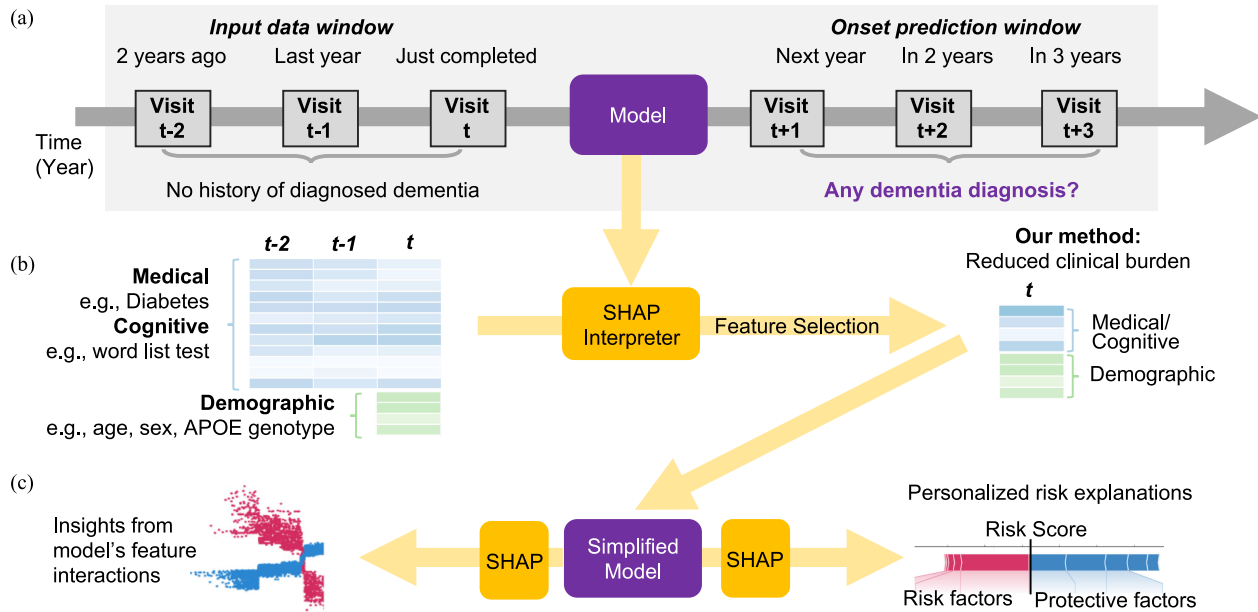 (a)
Input data window
Onset prediction window
2 years ago
Last year
Just completed
Next year
In 2 years
In 3 years
Visit
t-2
Visit
t-1
Visit
t
Model
Visit
t+1
Visit
t+2
Visit
t+3
Time
(Year)
No history of diagnosed dementia
Any dementia diagnosis?
(b)
t-2
t-1
t
Medical
e.g., Diabetes
Cognitive
e.g., word list test
Demographic
e.g., age, sex, APOE genotype
SHAP
Interpreter
Feature Selection
Our method:
Reduced clinical burden
t
Medical/
Cognitive
Demographic
(c)
Insights from
model's feature
interactions
SHAP
Simplified
Model
SHAP
Personalized risk explanations
Risk Score
Risk factors
Protective factors